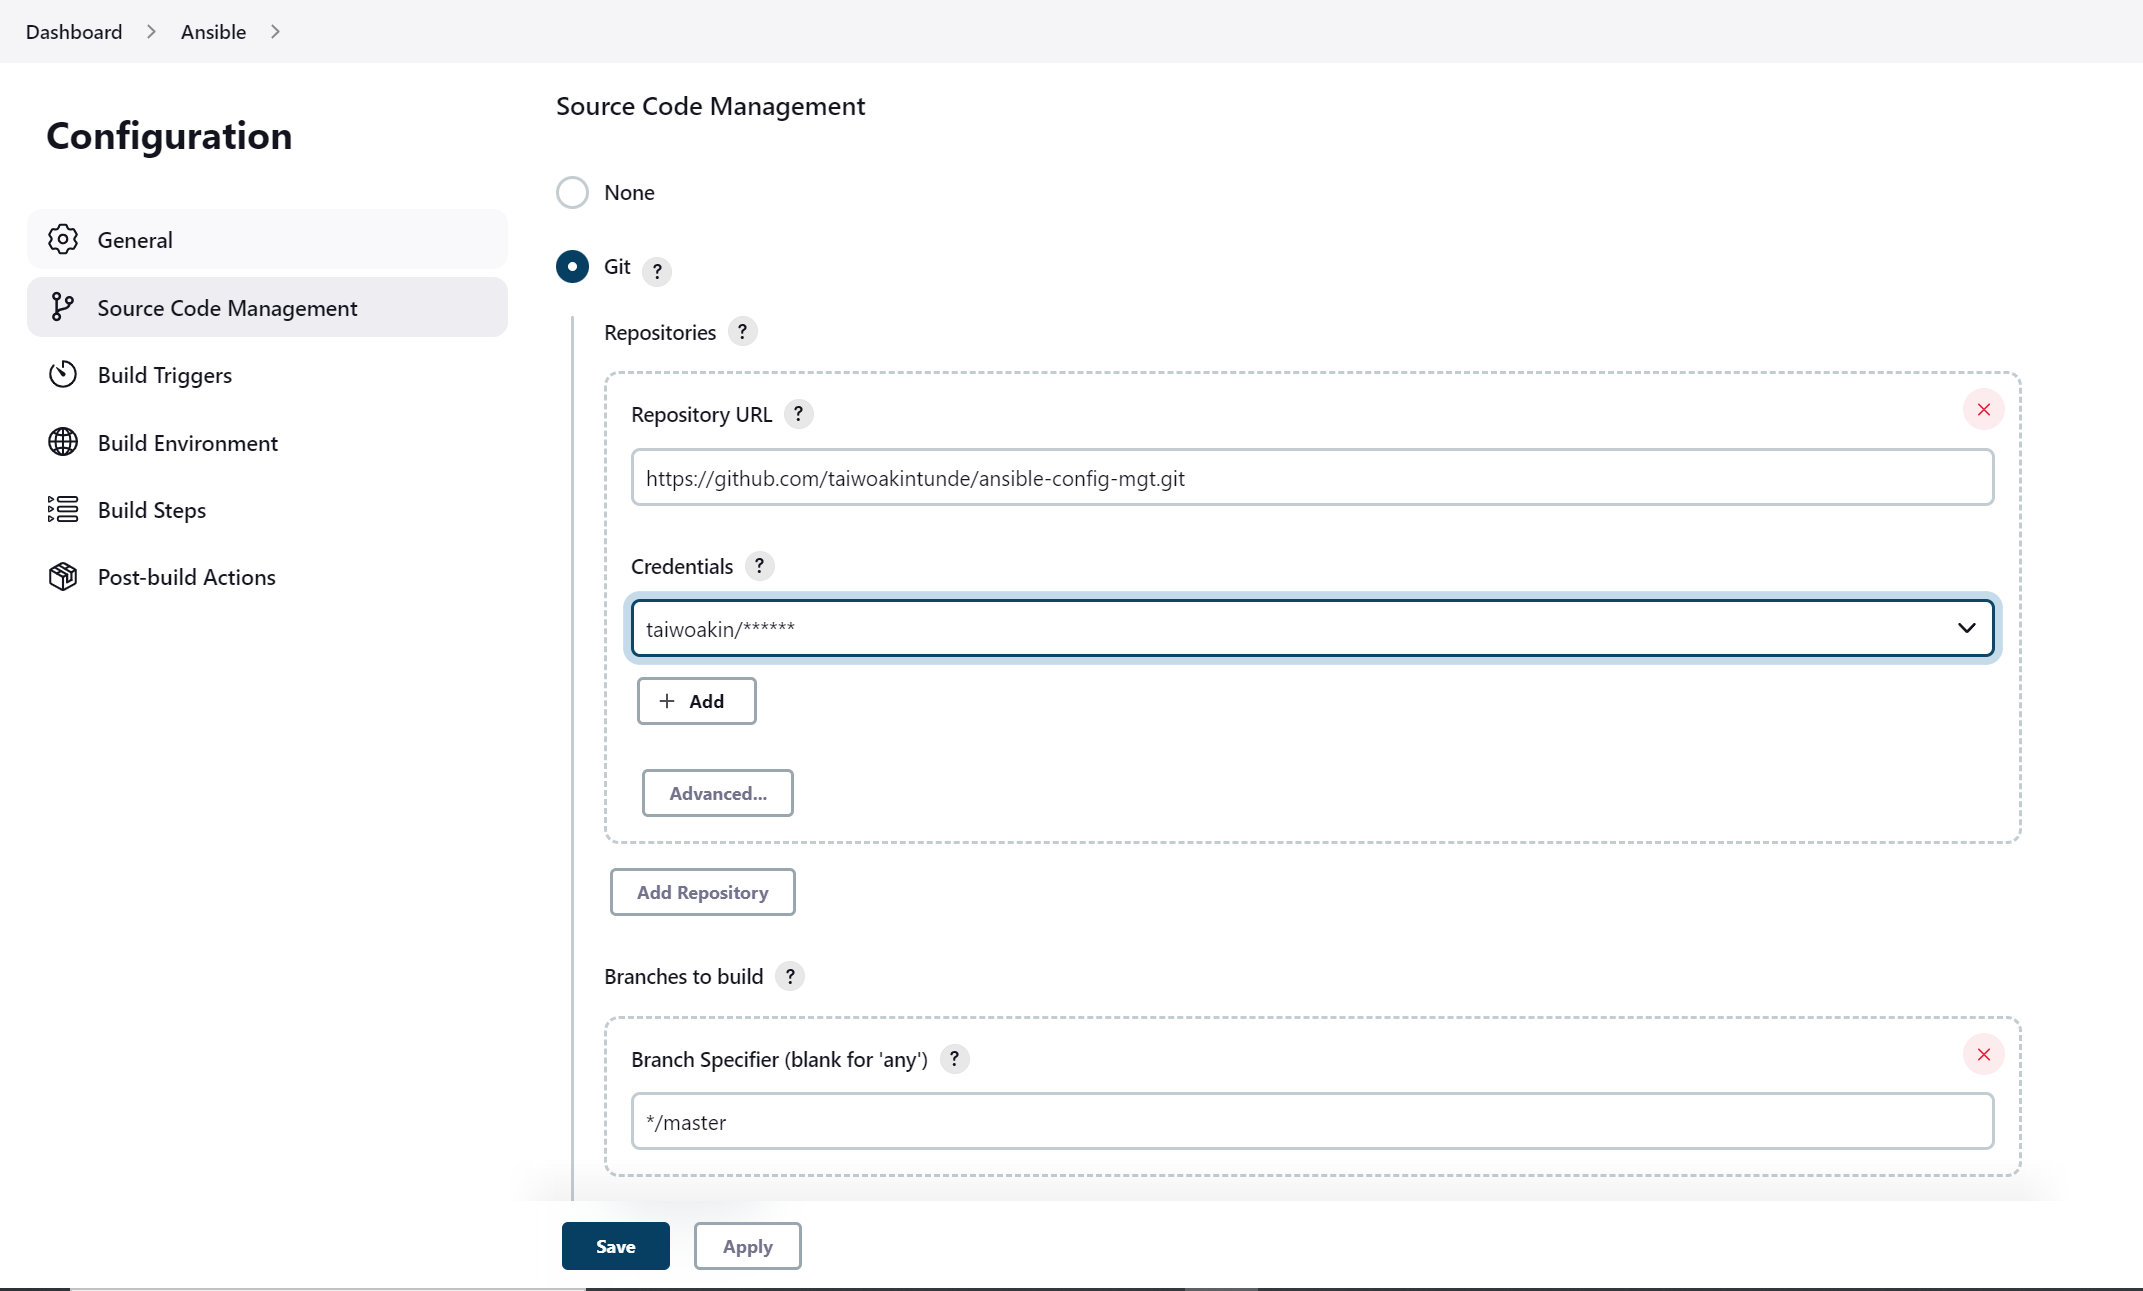 Dashboard > Ansible >
Configuration
General
Source Code Management
Build Triggers
Build Environment
Build Steps
Post-build Actions
Source Code Management
None
Git ?
Repositories ?
Repository URL ?
https://github.com/taiwoakintunde/ansible-config-mgt.git
Credentials ?
taiwoakin/******
+ Add
Advanced...
Add Repository
Branches to build ?
Branch Specifier (blank for 'any') ?
*/master
Save
Apply